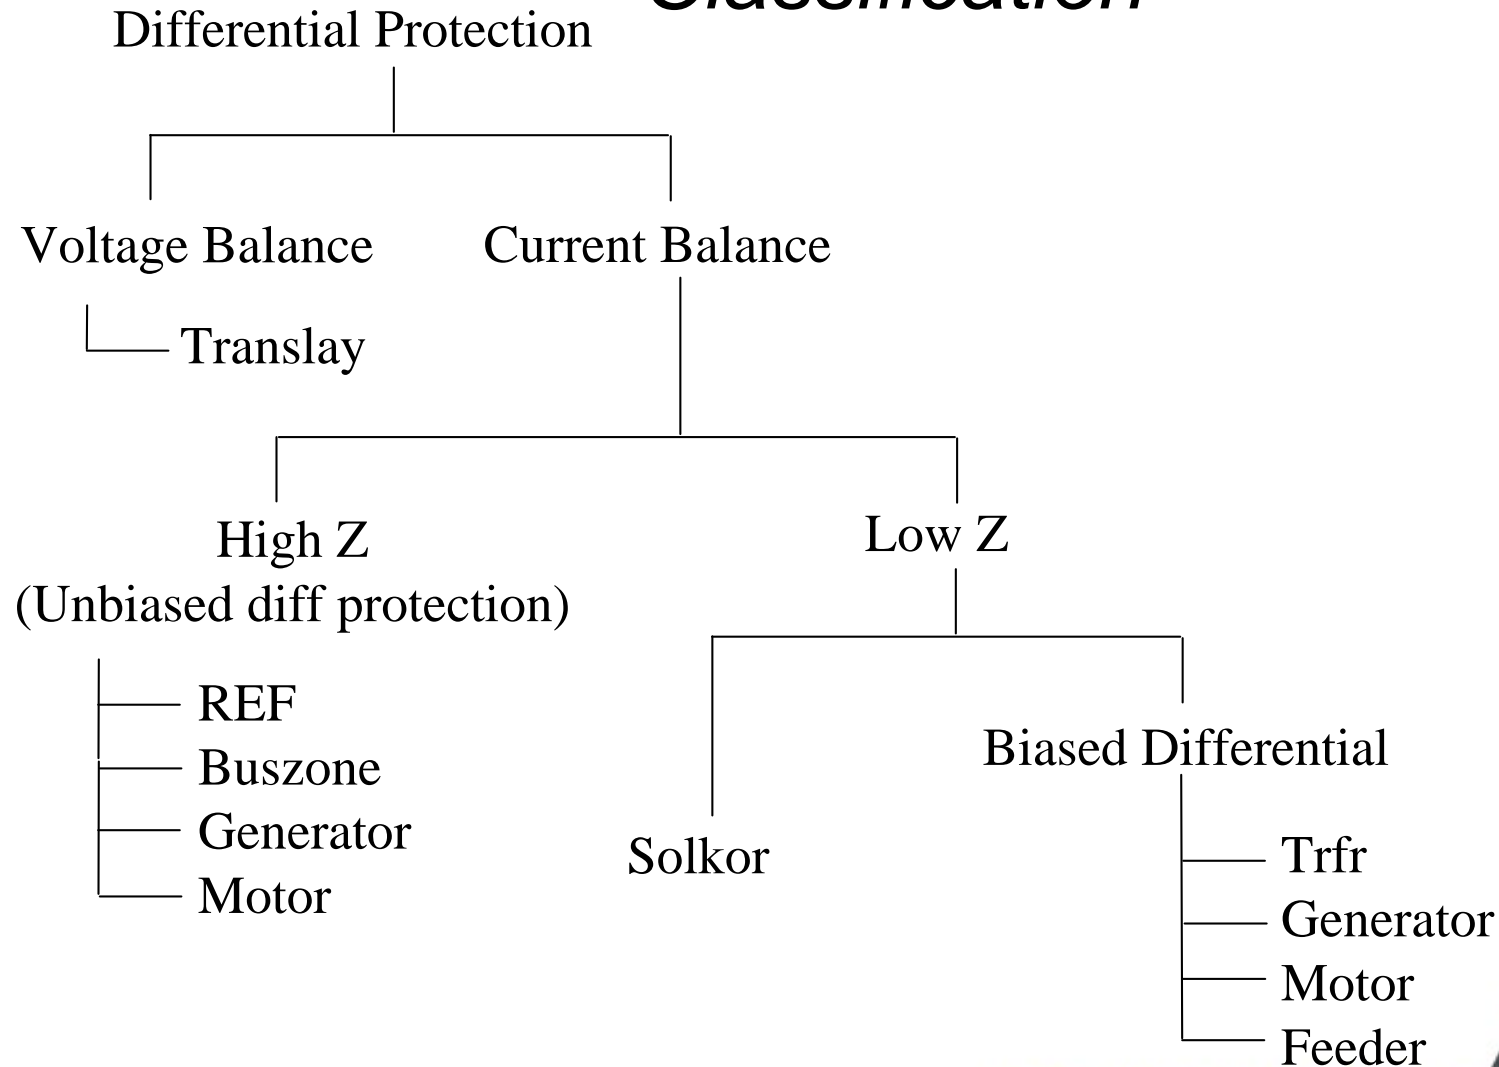 Classification
Differential Protection
Voltage Balance
Current Balance
Translay
High Z
(Unbiased diff protection)
Low Z
REF
Buszone
Generator
Motor
Solkor
Biased Differential
Trfr
Generator
Motor
Feeder